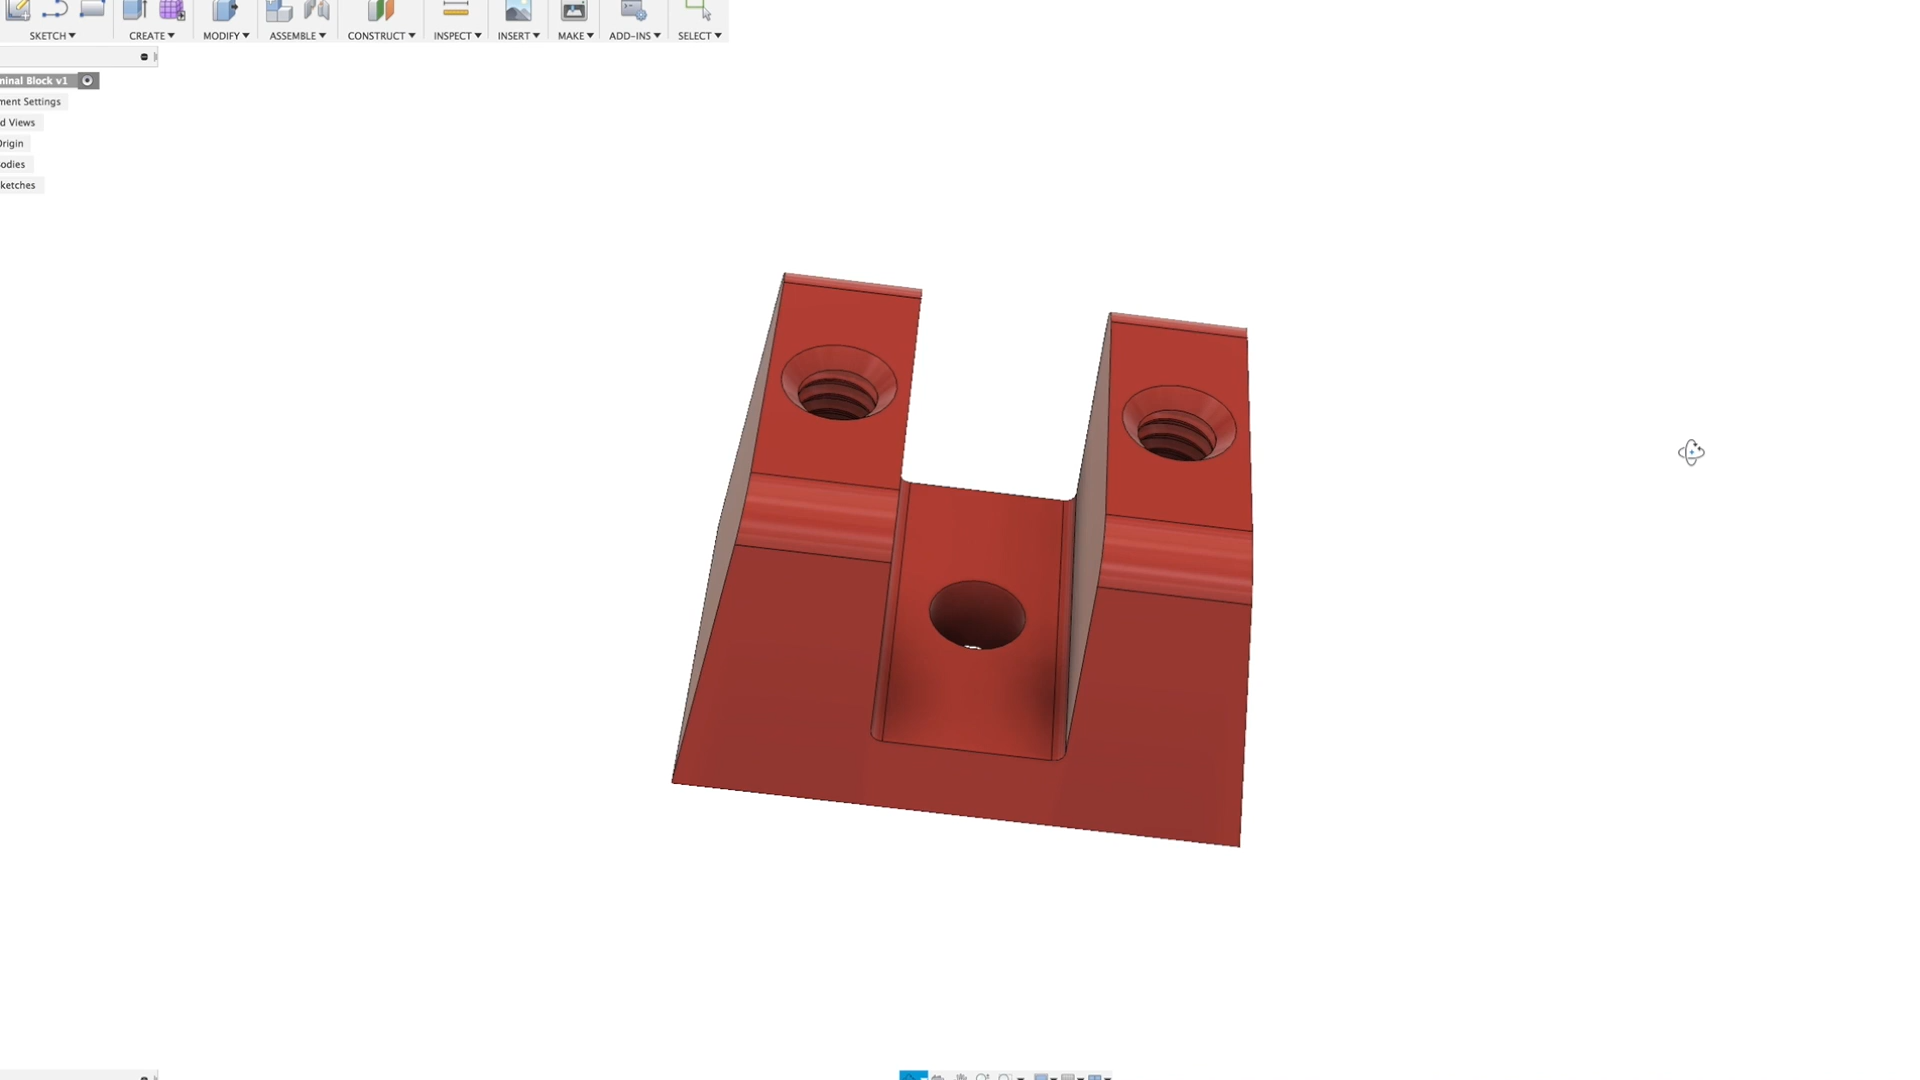 SKETCH CREATE MODIFY ASSEMBLE CONSTRUCT INSPECT INSERT MAKE ADD-INS SELECT
minal Block v1
ment Settings
d Views
Origin
odies
ketches